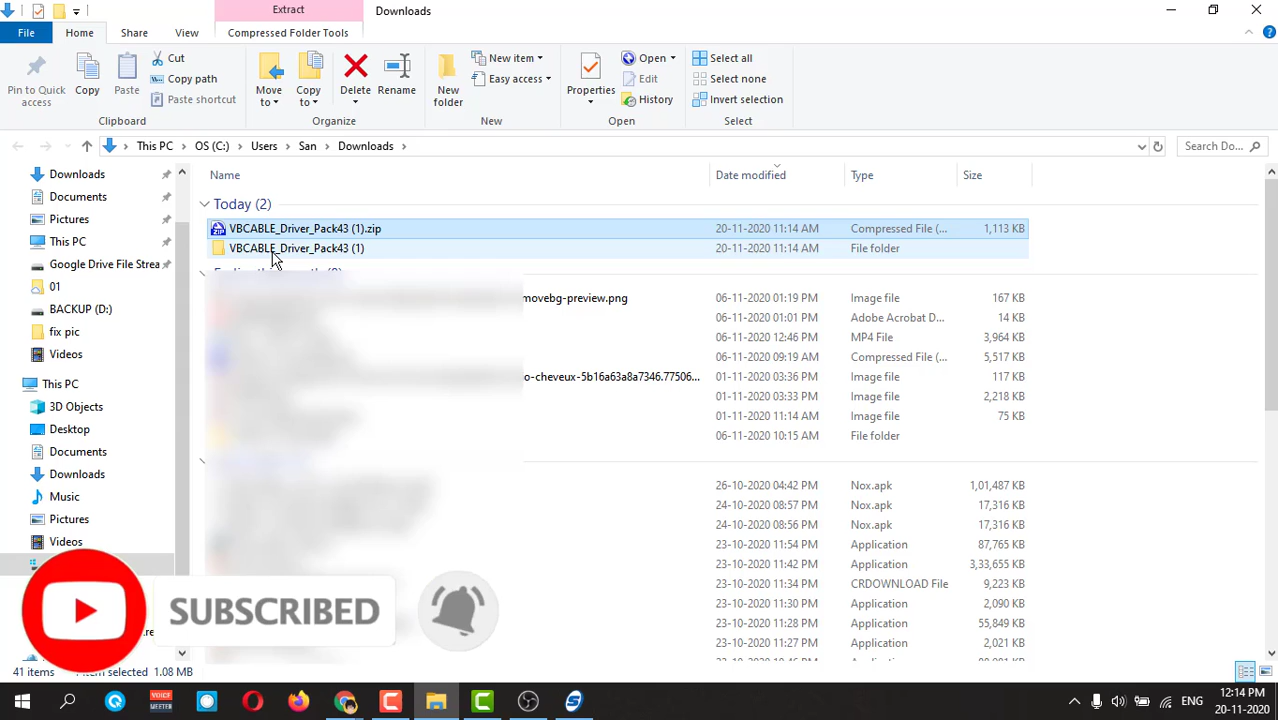 Extract
Downloads
File
Home
Share
View
Compressed Folder Tools
Pin to Quick access
Copy
Paste
Cut
Copy path
Paste shortcut
Clipboard
Move to
Copy to
Delete
Rename
Organize
New folder
New item
Easy access
New
Properties
Open
Edit
History
Open
Select all
Select none
Invert selection
Select
This PC
OS (C:)
Users
San
Downloads
Search Do...
Name
Date modified
Type
Size
Today (2)
VBCABLE_Driver_Pack43 (1).zip 20-11-2020 11:14 AM Compressed File (... 1,113 KB
VBCABLE_Driver_Pack43 (1) 20-11-2020 11:14 AM File folder
movebg-preview.png 06-11-2020 01:19 PM Image file 167 KB
06-11-2020 01:01 PM Adobe Acrobat D... 14 KB
06-11-2020 12:46 PM MP4 File 3,964 KB
06-11-2020 09:19 AM Compressed File (... 5,517 KB
o-cheveux-5b16a63a8a7346.77506... 01-11-2020 03:36 PM Image file 117 KB
01-11-2020 03:33 PM Image file 2,218 KB
01-11-2020 11:14 AM Image file 75 KB
06-11-2020 10:15 AM File folder
26-10-2020 04:42 PM Nox.apk 1,01,487 KB
24-10-2020 08:57 PM Nox.apk 17,316 KB
24-10-2020 08:56 PM Nox.apk 17,316 KB
23-10-2020 11:54 PM Application 87,765 KB
23-10-2020 11:42 PM Application 3,33,655 KB
23-10-2020 11:34 PM CRDOWNLOAD File 9,223 KB
23-10-2020 11:30 PM Application 2,090 KB
23-10-2020 11:28 PM Application 55,849 KB
23-10-2020 11:27 PM Application 2,021 KB
Downloads
Documents
Pictures
This PC
Google Drive File Strea
01
BACKUP (D:)
fix pic
Videos
This PC
3D Objects
Desktop
Documents
Downloads
Music
Pictures
Videos
SUBSCRIBED
41 items
selected 1.08 MB
VOICE MEETER
ENG
12:14 PM
20-11-2020